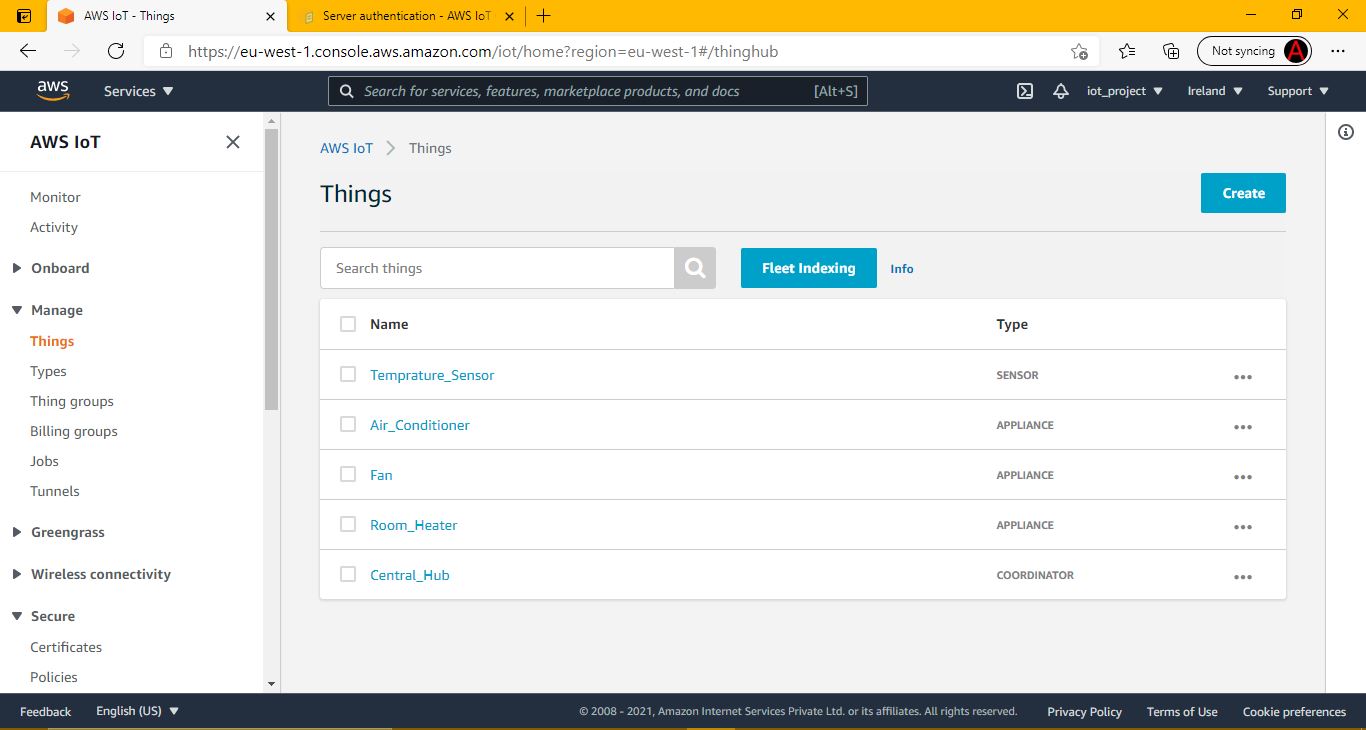 AWS IoT - Things
Server authentication - AWS IoT
https://eu-west-1.console.aws.amazon.com/iot/home?region=eu-west-1#/thinghub
Not syncing A
aws Services Search for services, features, marketplace products, and docs [Alt+S] iot_project Ireland Support
AWS IoT
Monitor
Activity
Onboard
Manage
Things
Types
Thing groups
Billing groups
Jobs
Tunnels
Greengrass
Wireless connectivity
Secure
Certificates
Policies
AWS IoT > Things
Things
Create
Search things
Fleet Indexing Info
Name Type
Temprature_Sensor SENSOR
Air_Conditioner APPLIANCE
Fan APPLIANCE
Room_Heater APPLIANCE
Central_Hub COORDINATOR
Feedback English (US) © 2008 - 2021, Amazon Internet Services Private Ltd. or its affiliates. All rights reserved. Privacy Policy Terms of Use Cookie preferences